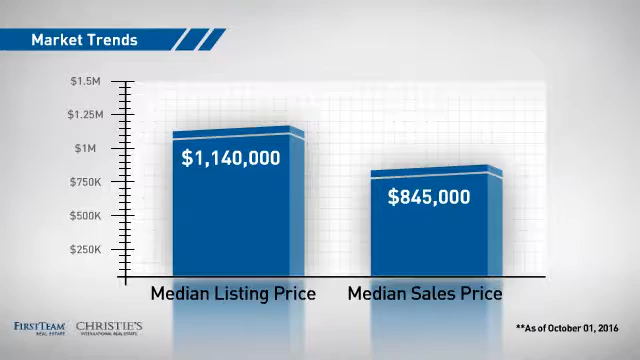 Market Trends
$1.5M
$1.25M
$1M
$750K
$500K
$250K
$1,140,000
$845,000
Median Listing Price
Median Sales Price
FIRST TEAM®
REAL ESTATE
CHRISTIE'S
INTERNATIONAL REAL ESTATE
**As of October 01, 2016